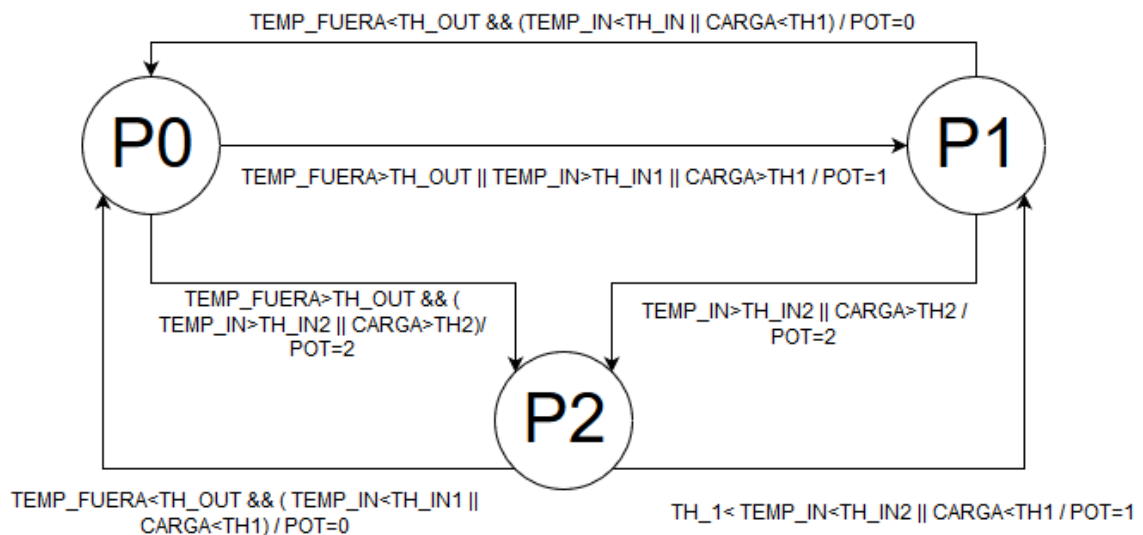 TEMP_FUERA<TH_OUT && (TEMP_IN<TH_IN || CARGA<TH1) / POT=0
P0
P1
TEMP_FUERA>TH_OUT || TEMP_IN>TH_IN1 || CARGA>TH1 / POT=1
TEMP_FUERA>TH_OUT && (
TEMP_IN>TH_IN2 || CARGA>TH2)/
POT=2
TEMP_IN>TH_IN2 || CARGA>TH2 /
POT=2
P2
TEMP_FUERA<TH_OUT && ( TEMP_IN<TH_IN1 ||
CARGA<TH1) / POT=0
TH_1< TEMP_IN<TH_IN2 || CARGA<TH1 / POT=1